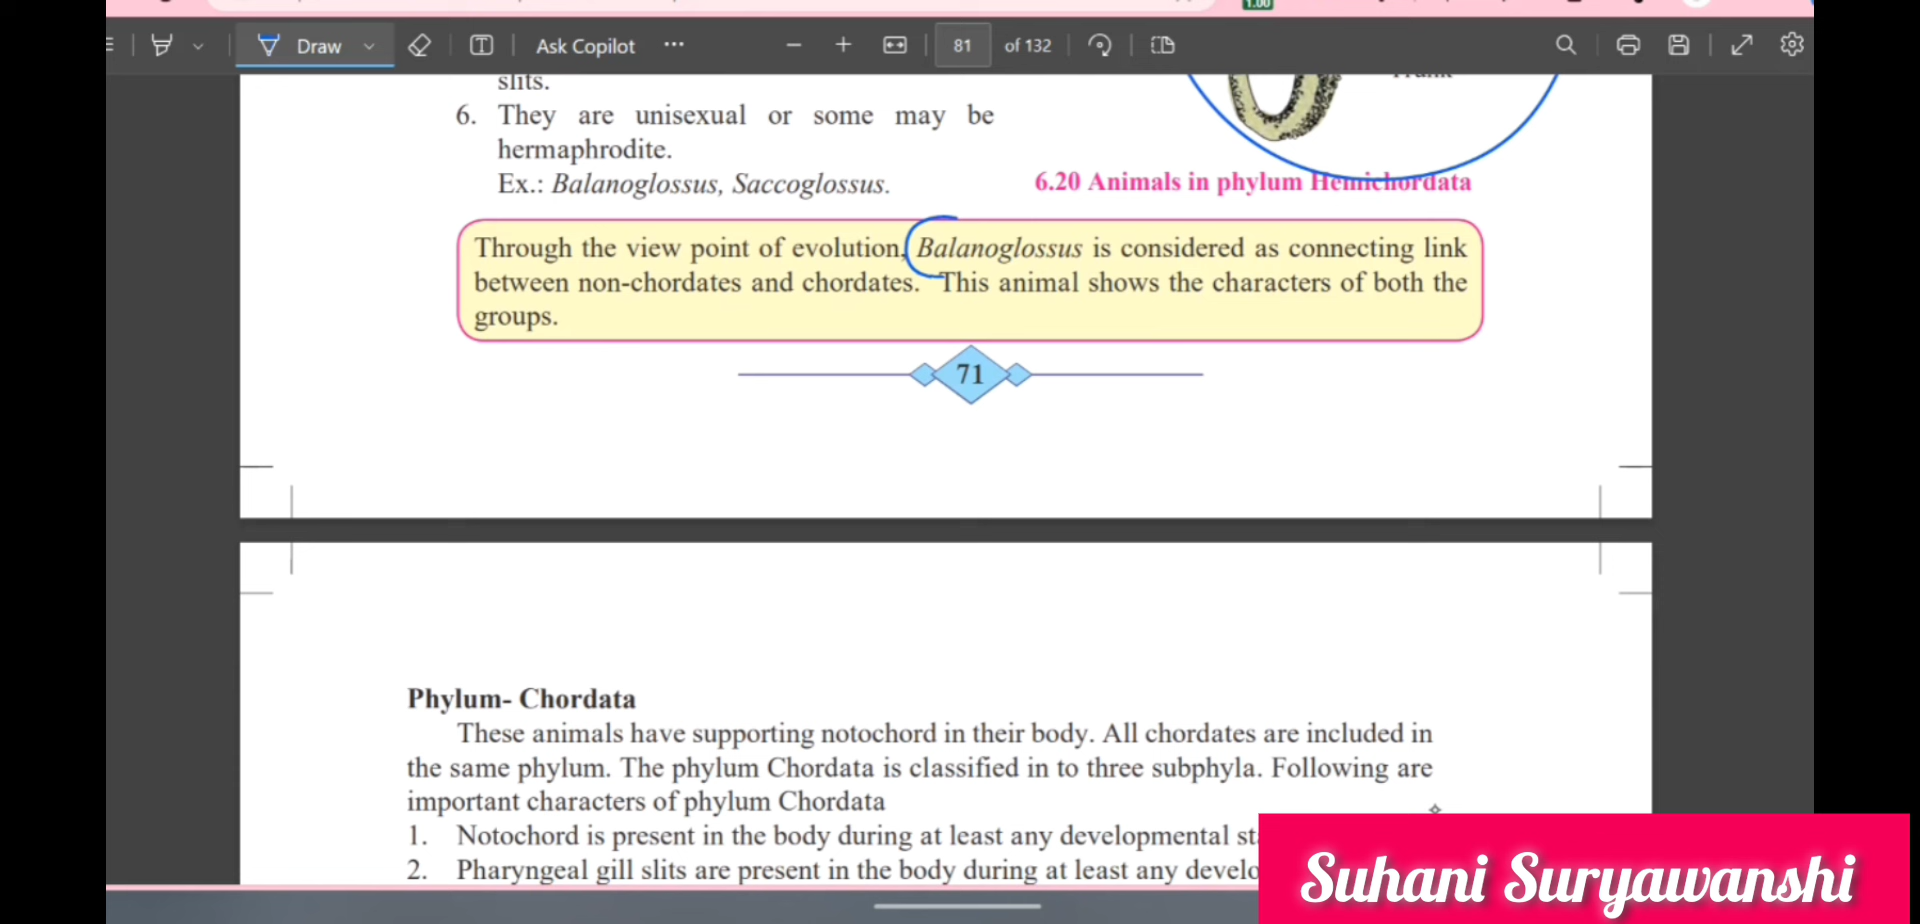 1.00
Draw
Ask Copilot
81 of 132
slits.
6. They are unisexual or some may be
hermaphrodite.
Ex.: Balanoglossus, Saccoglossus.
6.20 Animals in phylum Hemichordata
Through the view point of evolution, Balanoglossus is considered as connecting link
between non-chordates and chordates. This animal shows the characters of both the
groups.
71
Phylum- Chordata
These animals have supporting notochord in their body. All chordates are included in
the same phylum. The phylum Chordata is classified in to three subphyla. Following are
important characters of phylum Chordata
1. Notochord is present in the body during at least any developmental
2. Pharyngeal gill slits are present in the body during at least any
Suhani Suryawanshi